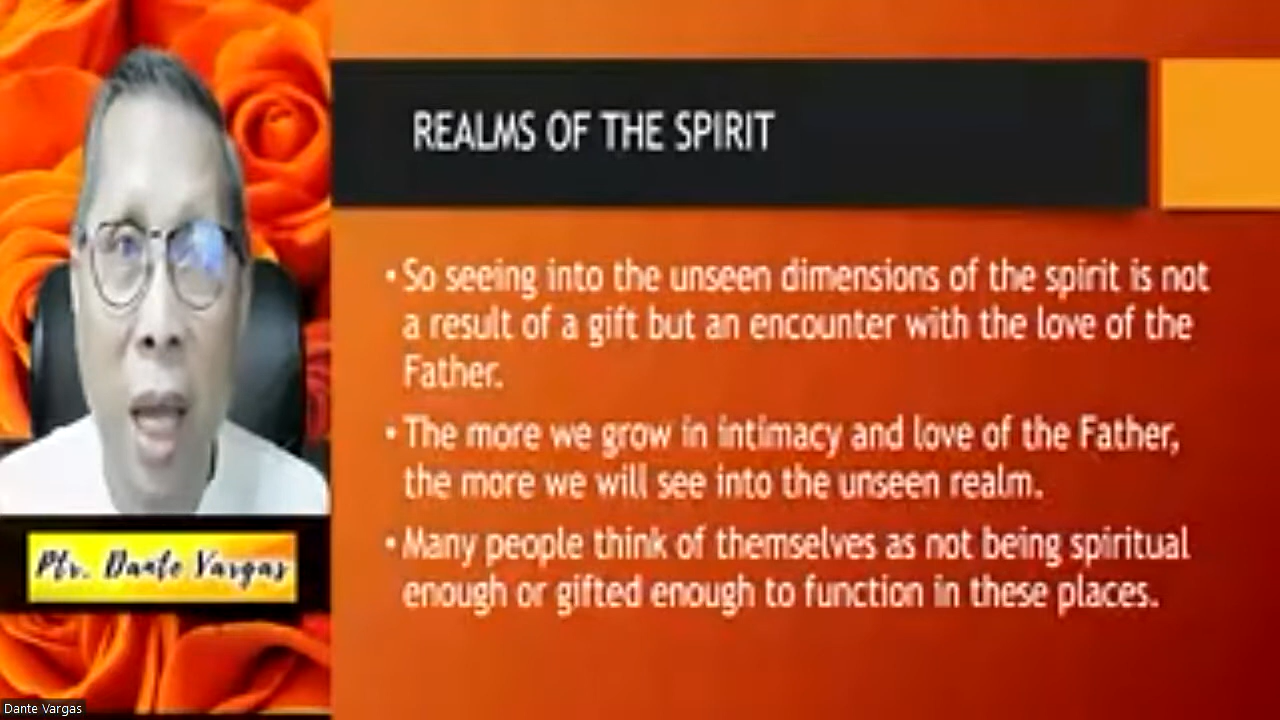 REALMS OF THE SPIRIT
• So seeing into the unseen dimensions of the spirit is not
a result of a gift but an encounter with the love of the
Father.
• The more we grow in intimacy and love of the Father,
the more we will see into the unseen realm.
• Many people think of themselves as not being spiritual
enough or gifted enough to function in these places.
Ptr. Dante Vargas
Dante Vargas